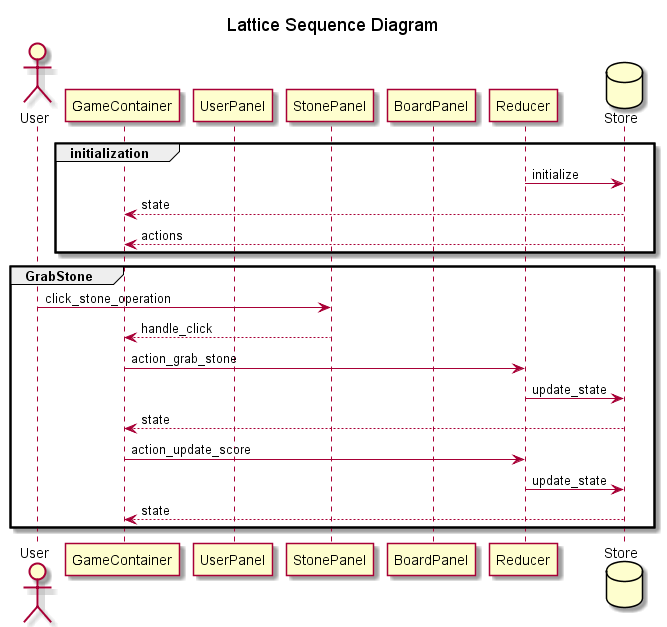 Lattice Sequence Diagram
User
GameContainer
UserPanel
StonePanel
BoardPanel
Reducer
Store
initialization
initialize
state
actions
GrabStone
click_stone_operation
handle_click
action_grab_stone
update_state
state
action_update_score
update_state
state
User
GameContainer
UserPanel
StonePanel
BoardPanel
Reducer
Store